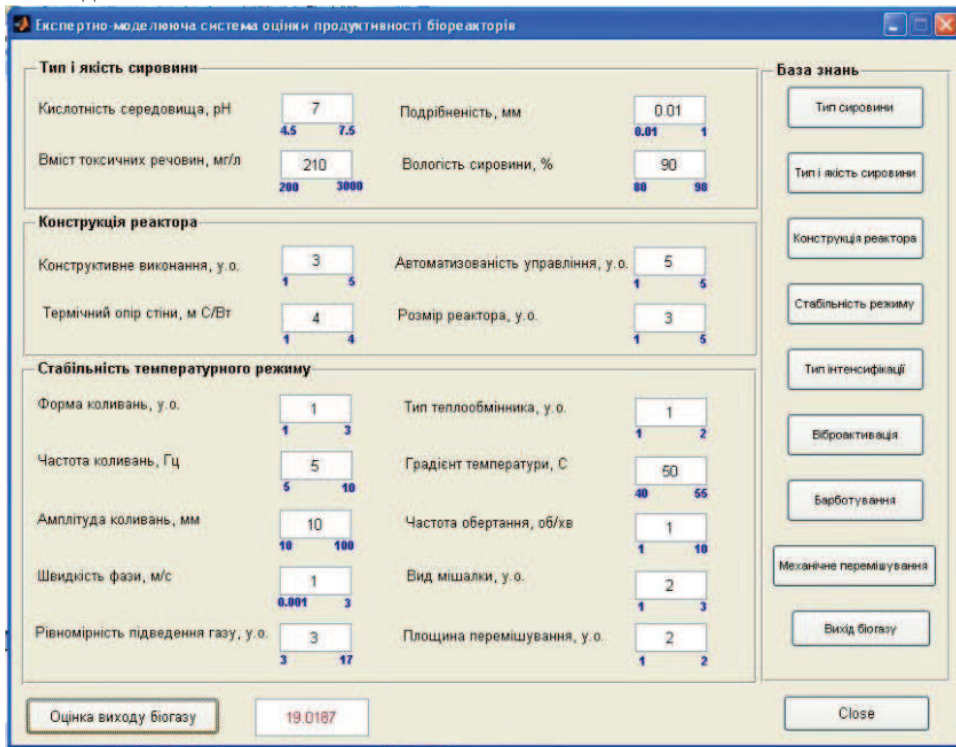 Експертно-моделююча система оцінки продуктивності біореакторів
Тип і якість сировини
Кислотність середовища, pH 7 Подрібненість, мм 0.01
4.5 7.5 0.01 1
Вміст токсичних речовин, мг/л 210 Вологість сировини, % 90
200 3000 80 98
Конструкція реактора
Конструктивне виконання, у.о. 3 Автоматизованість управління, у.о. 5
1 5 1 5
Термічний опір стіни, м С/Вт 4 Розмір реактора, у.о. 3
1 4 1 5
Стабільність температурного режиму
Форма коливань, у.о. 1 Тип теплообмінника, у.о. 1
1 3 1 2
Частота коливань, Гц 5 Градієнт температури, С 50
5 10 40 55
Амплітуда коливань, мм 10 Частота обертання, об/хв 1
10 100 1 10
Швидкість фази, м/с 1 Вид мішалки, у.о. 2
0.001 3 1 3
Рівномірність підведення газу, у.о. 3 Площина перемішування, у.о. 2
3 17 1 2
Оцінка виходу біогазу 19.0187
База знань
Тип сировини
Тип і якість сировини
Конструкція реактора
Стабільність режиму
Тип інтенсифікації
Віброактивація
Барботування
Механічне перемішування
Вихід біогазу
Close